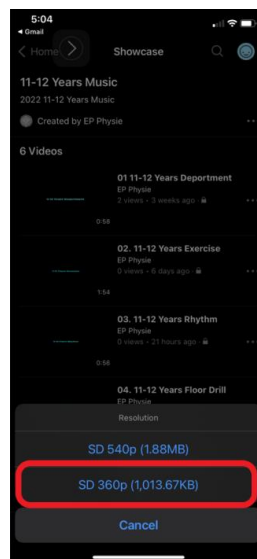 5:04
Gmail
Home
Showcase
11-12 Years Music
2022 11-12 Years Music
Created by EP Physie
6 Videos
01 11-12 Years Deportment
EP Physie
2 views - 3 weeks ago
0:58
02. 11-12 Years Exercise
EP Physie
0 views - 6 days ago
1:54
03. 11-12 Years Rhythm
EP Physie
0 views - 21 hours ago
0:56
04. 11-12 Years Floor Drill
EP Physie
Resolution
SD 540p (1.88MB)
SD 360p (1,013.67KB)
Cancel